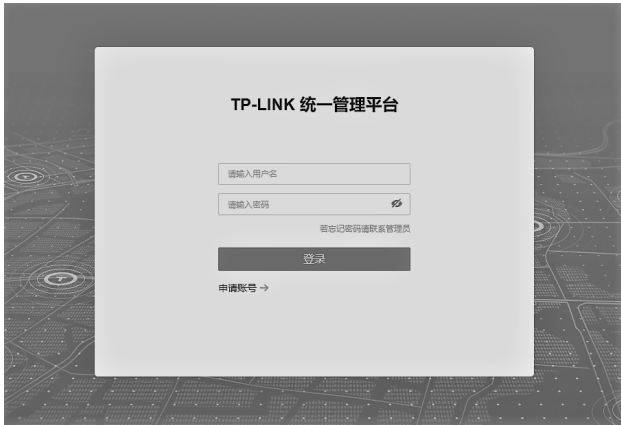 TP-LINK 统一管理平台
请输入用户名
请输入密码
若忘记密码请联系管理员
登录
申请账号 →